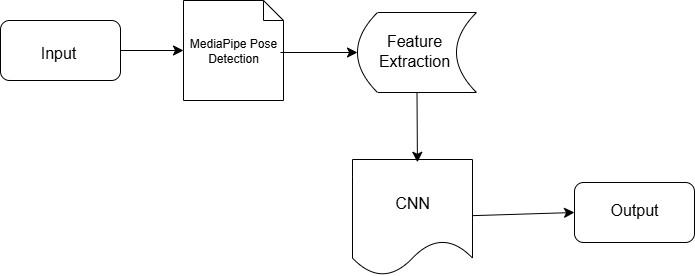 Input
MediaPipe Pose
Detection
Feature
Extraction
CNN
Output